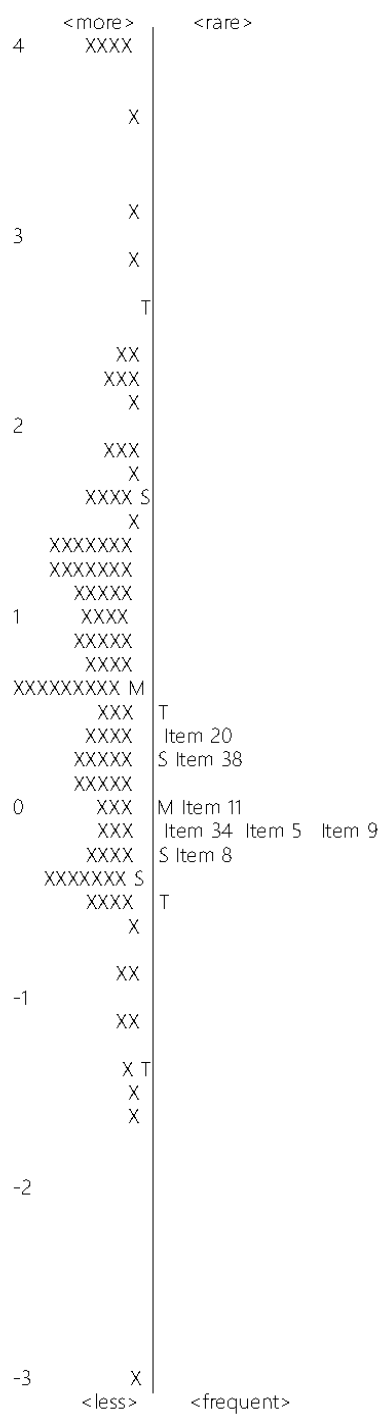 <more> <rare>
4 XXXX
X
X
3
X
T
XX
XXX
X
2
XXX
X
XXXX S
X
XXXXXXX
XXXXXXX
XXXXX
1 XXXX
XXXXX
XXXX
XXXXXXXXX M
XXX T
XXXX Item 20
XXXXX S Item 38
XXXXX
0 XXX M Item 11
XXX Item 34 Item 5 Item 9
XXXX S Item 8
XXXXXXX S
XXXX T
X
XX
-1
XX
X T
X
X
-2
-3 X
<less> <frequent>